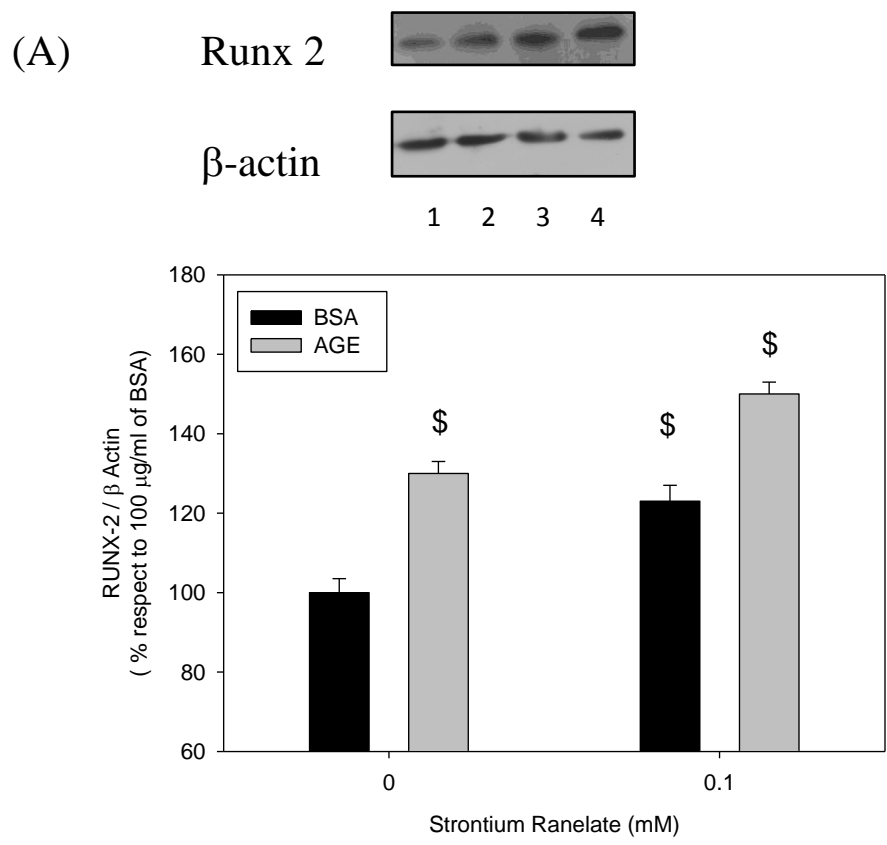 (A)
Runx 2
β-actin
1 2 3 4
180
160
140
120
100
80
60
RUNX-2 / β Actin
( % respect to 100 μg/ml of BSA)
BSA
AGE
$
$
$
0
0.1
Strontium Ranelate (mM)